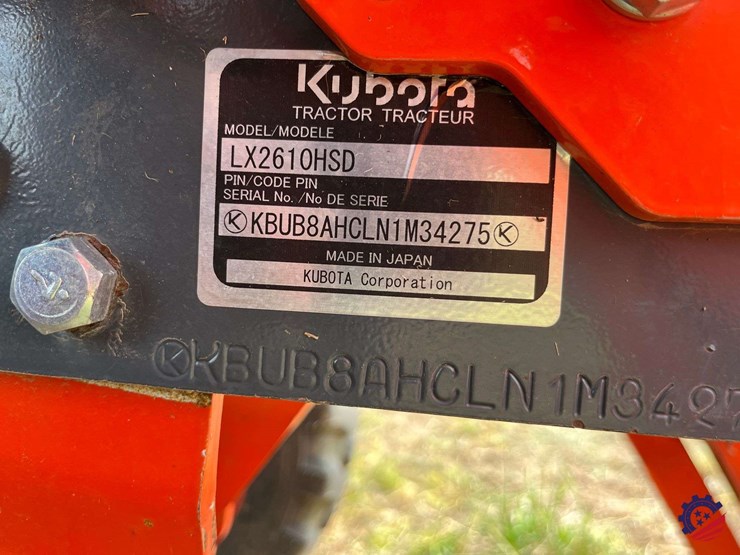 Kubota
TRACTOR TRACTEUR
MODEL/MODELE
LX2610HSD
PIN/CODE PIN
SERIAL No. /No DE SERIE
KKBUB8AHCLN1M34275K
MADE IN JAPAN
KUBOTA Corporation
KKBUB8AHCLN1M3427